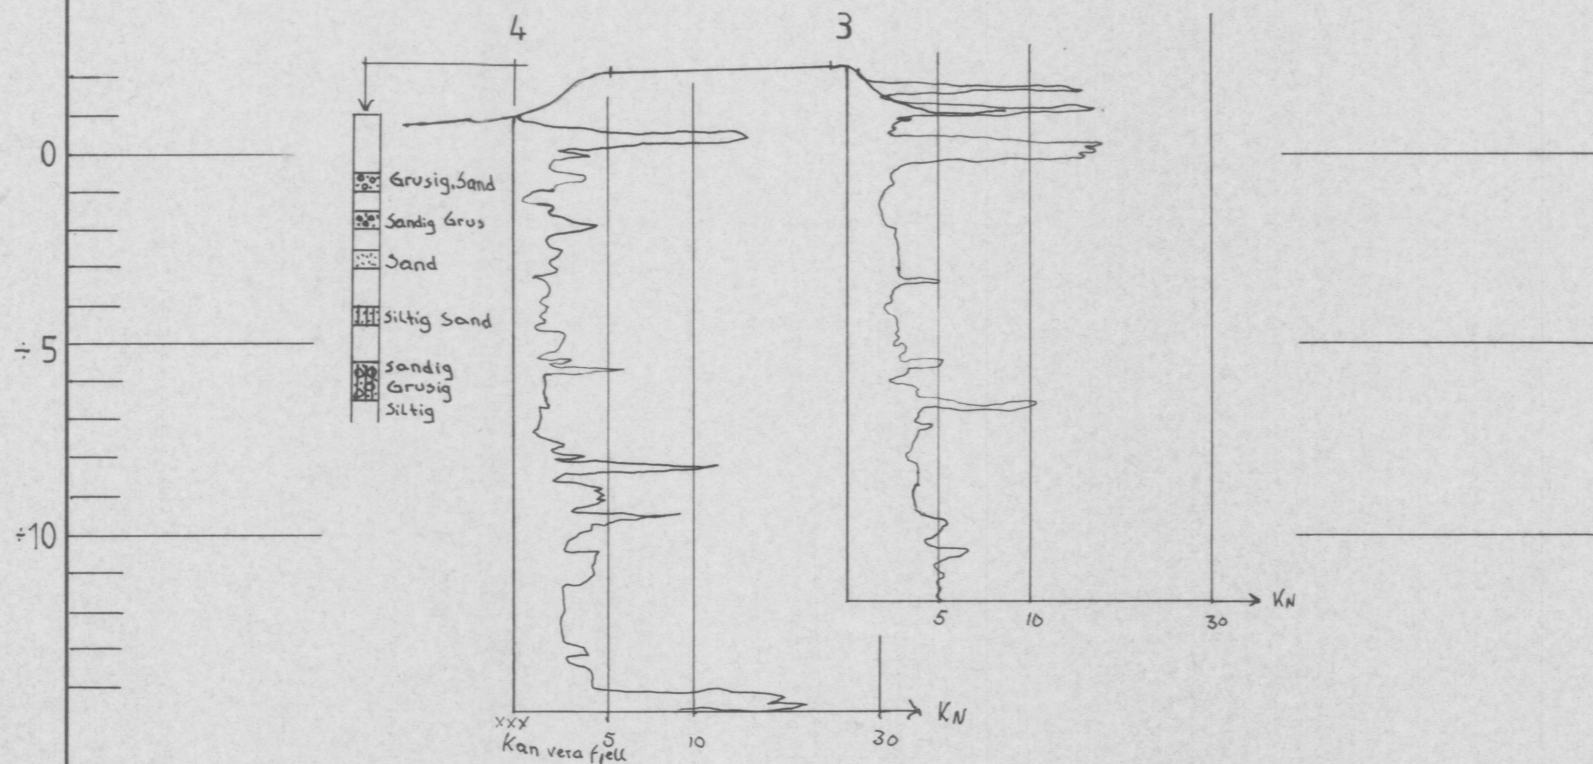 4
3
0
÷ 5
÷10
Grusig.Sand
Sandig Grus
Sand
Siltig Sand
Sandig
Grusig
Siltig
5 10 30 KN
xxx 5 10 30 KN
Kan vera fjell